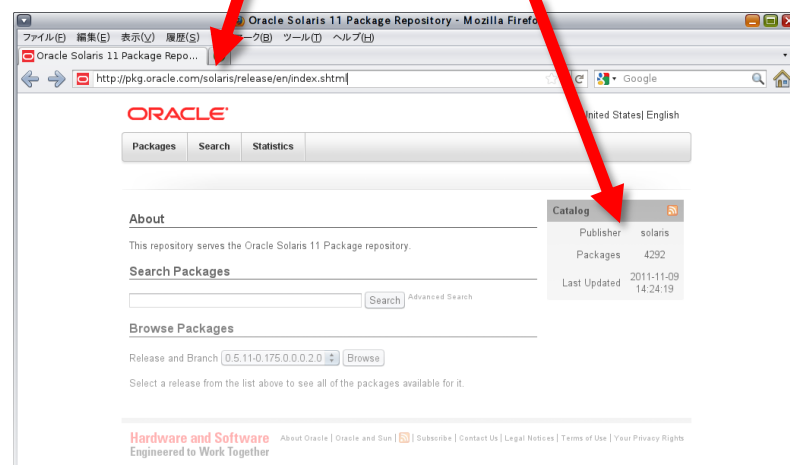 Oracle Solaris 11 Package Repository - Mozilla Firefo
ファイル(F) 編集(E) 表示(V) 履歴(S) ーク(B) ツール(T) ヘルプ(H)
Oracle Solaris 11 Package Repo...
http://pkg.oracle.com/solaris/release/en/index.shtml
Google
ORACLE
United States| English
Packages Search Statistics
About
This repository serves the Oracle Solaris 11 Package repository.
Search Packages
Search Advanced Search
Browse Packages
Release and Branch 0.5.11-0.175.0.0.0.2.0 Browse
Select a release from the list above to see all of the packages available for it.
Catalog
Publisher solaris
Packages 4292
Last Updated 2011-11-09
14:24:19
Hardware and Software
Engineered to Work Together
About Oracle | Oracle and Sun | | Subscribe | Contact Us | Legal Notices | Terms of Use | Your Privacy Rights